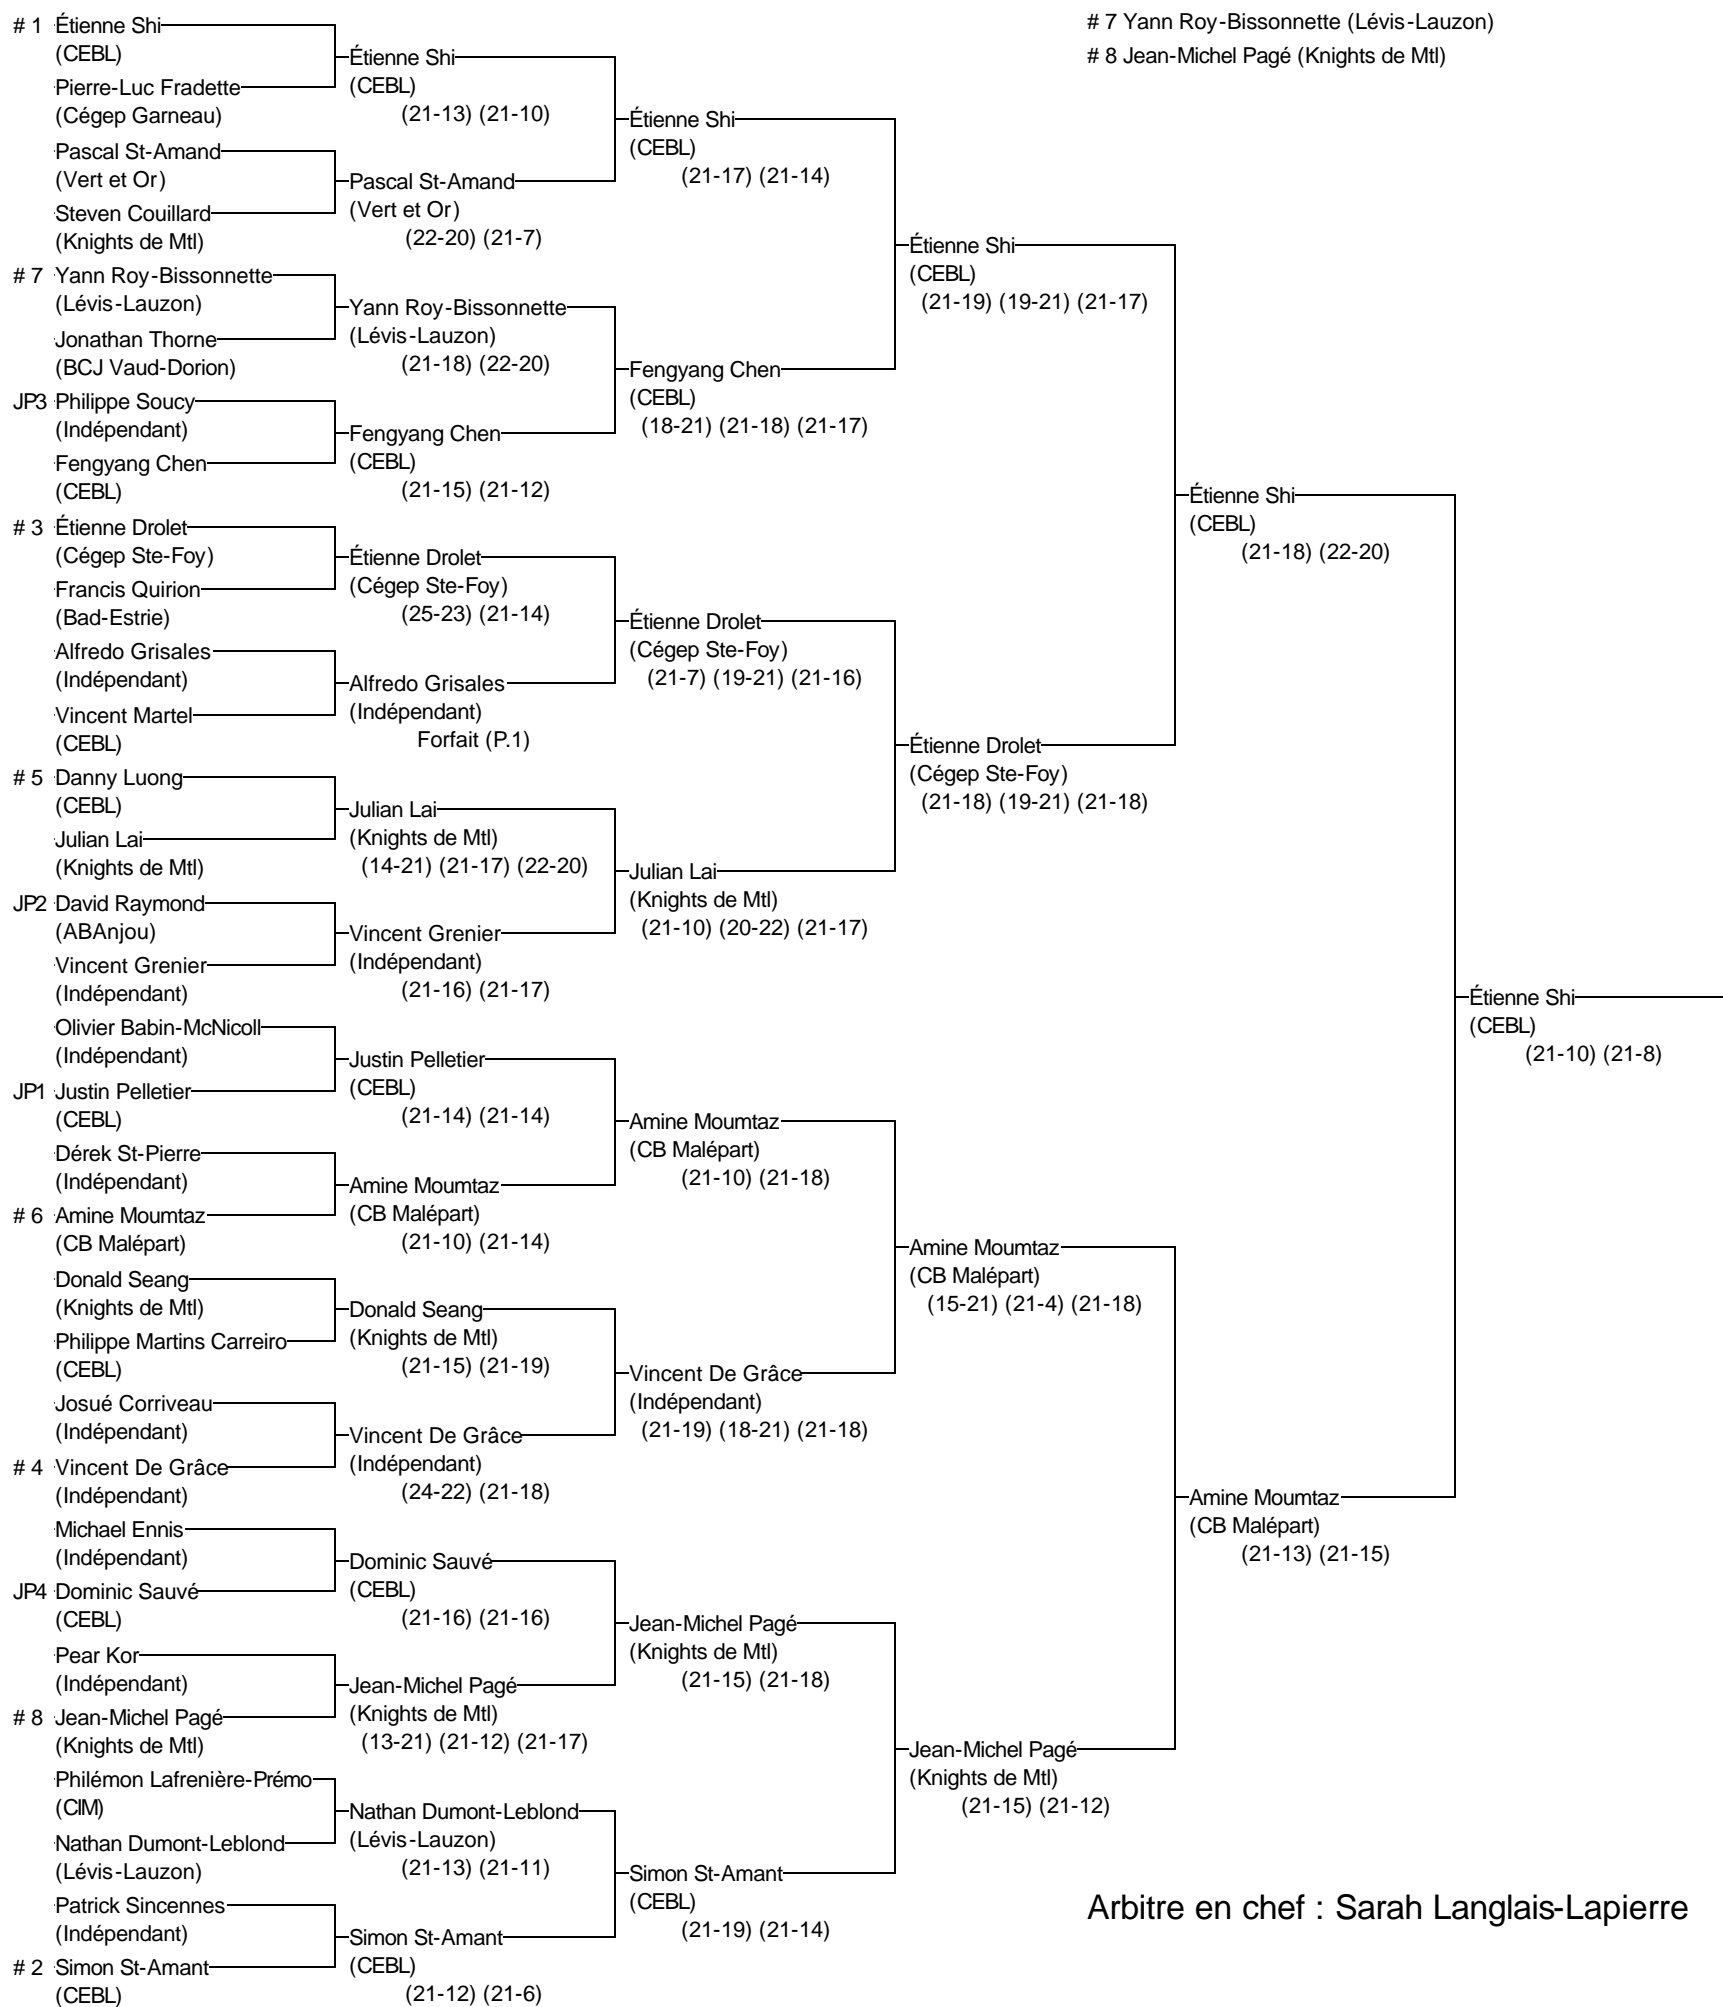 # 7 Yann Roy-Bissonnette (Lévis-Lauzon)
# 8 Jean-Michel Pagé (Knights de Mtl)
# 1 Étienne Shi
(CEBL)
Pierre-Luc Fradette
(Cégep Garneau)
Pascal St-Amand
(Vert et Or)
Steven Couillard
(Knights de Mtl)
# 7 Yann Roy-Bissonnette
(Lévis-Lauzon)
Jonathan Thorne
(BCJ Vaud-Dorion)
JP3 Philippe Soucy
(Indépendant)
Fengyang Chen
(CEBL)
# 3 Étienne Drolet
(Cégep Ste-Foy)
Francis Quirion
(Bad-Estrie)
Alfredo Grisales
(Indépendant)
Vincent Martel
(CEBL)
# 5 Danny Luong
(CEBL)
Julian Lai
(Knights de Mtl)
JP2 David Raymond
(ABAnjou)
Vincent Grenier
(Indépendant)
Olivier Babin-McNicoll
(Indépendant)
JP1 Justin Pelletier
(CEBL)
Dérek St-Pierre
(Indépendant)
# 6 Amine Moumtaz
(CB Malépart)
Donald Seang
(Knights de Mtl)
Philippe Martins Carreiro
(CEBL)
Josué Corriveau
(Indépendant)
# 4 Vincent De Grâce
(Indépendant)
Michael Ennis
(Indépendant)
JP4 Dominic Sauvé
(CEBL)
Pear Kor
(Indépendant)
# 8 Jean-Michel Pagé
(Knights de Mtl)
Philémon Lafrenière-Prémo
(CIM)
Nathan Dumont-Leblond
(Lévis-Lauzon)
Patrick Sincennes
(Indépendant)
# 2 Simon St-Amant
(CEBL)
Étienne Shi
(CEBL)
(21-13) (21-10)
Pascal St-Amand
(Vert et Or)
(22-20) (21-7)
Yann Roy-Bissonnette
(Lévis-Lauzon)
(21-18) (22-20)
Fengyang Chen
(CEBL)
(21-15) (21-12)
Étienne Drolet
(Cégep Ste-Foy)
(25-23) (21-14)
Alfredo Grisales
(Indépendant)
Forfait (P.1)
Julian Lai
(Knights de Mtl)
(14-21) (21-17) (22-20)
Vincent Grenier
(Indépendant)
(21-16) (21-17)
Justin Pelletier
(CEBL)
(21-14) (21-14)
Amine Moumtaz
(CB Malépart)
(21-10) (21-14)
Donald Seang
(Knights de Mtl)
(21-15) (21-19)
Vincent De Grâce
(Indépendant)
(24-22) (21-18)
Dominic Sauvé
(CEBL)
(21-16) (21-16)
Jean-Michel Pagé
(Knights de Mtl)
(13-21) (21-12) (21-17)
Nathan Dumont-Leblond
(Lévis-Lauzon)
(21-13) (21-11)
Simon St-Amant
(CEBL)
(21-12) (21-6)
Étienne Shi
(CEBL)
(21-17) (21-14)
Fengyang Chen
(CEBL)
(18-21) (21-18) (21-17)
Étienne Drolet
(Cégep Ste-Foy)
(21-7) (19-21) (21-16)
Julian Lai
(Knights de Mtl)
(21-10) (20-22) (21-17)
Amine Moumtaz
(CB Malépart)
(21-10) (21-18)
Vincent De Grâce
(Indépendant)
(21-19) (18-21) (21-18)
Jean-Michel Pagé
(Knights de Mtl)
(21-15) (21-18)
Simon St-Amant
(CEBL)
(21-19) (21-14)
Étienne Shi
(CEBL)
(21-19) (19-21) (21-17)
Étienne Drolet
(Cégep Ste-Foy)
(21-18) (19-21) (21-18)
Amine Moumtaz
(CB Malépart)
(15-21) (21-4) (21-18)
Jean-Michel Pagé
(Knights de Mtl)
(21-15) (21-12)
Étienne Shi
(CEBL)
(21-18) (22-20)
Amine Moumtaz
(CB Malépart)
(21-13) (21-15)
Étienne Shi
(CEBL)
(21-10) (21-8)
Arbitre en chef : Sarah Langlais-Lapierre